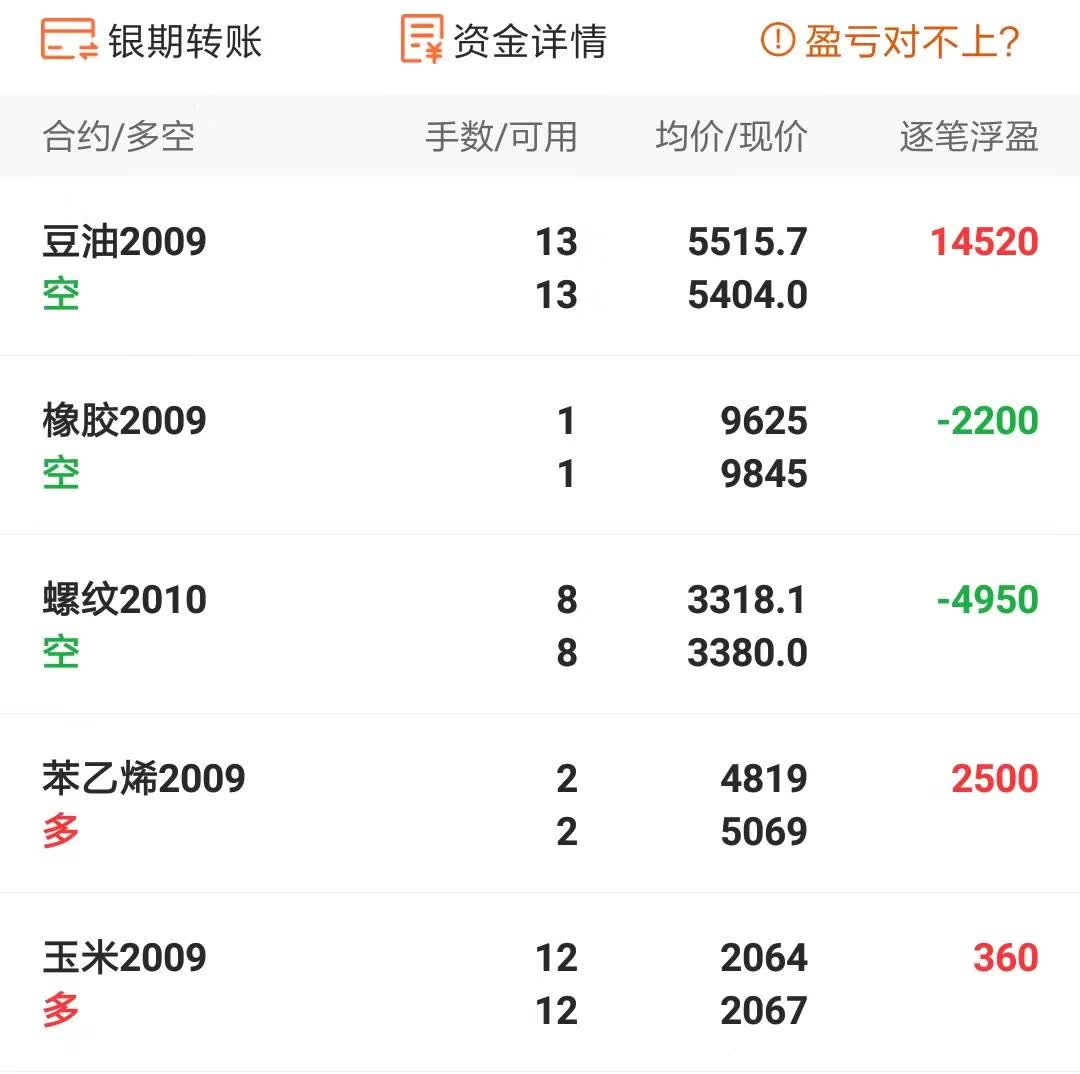 银期转账 资金详情 盈亏对不上?
合约/多空 手数/可用 均价/现价 逐笔浮盈
豆油2009 13 5515.7 14520
空 13 5404.0
橡胶2009 1 9625 -2200
空 1 9845
螺纹2010 8 3318.1 -4950
空 8 3380.0
苯乙烯2009 2 4819 2500
多 2 5069
玉米2009 12 2064 360
多 12 2067